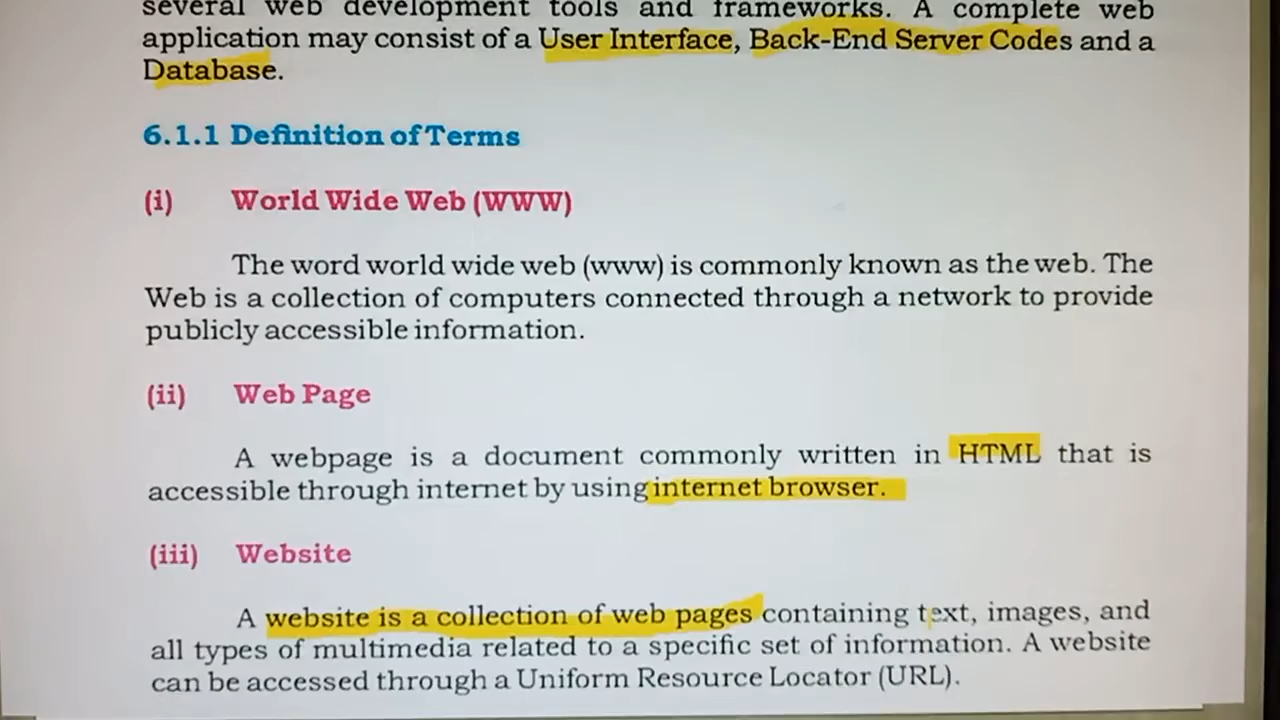 several web development tools and frameworks. A complete web
application may consist of a User Interface, Back-End Server Codes and a
Database.
6.1.1 Definition of Terms
(i) World Wide Web (WWW)
The word world wide web (www) is commonly known as the web. The
Web is a collection of computers connected through a network to provide
publicly accessible information.
(ii) Web Page
A webpage is a document commonly written in HTML that is
accessible through internet by using internet browser.
(iii) Website
A website is a collection of web pages containing text, images, and
all types of multimedia related to a specific set of information. A website
can be accessed through a Uniform Resource Locator (URL).